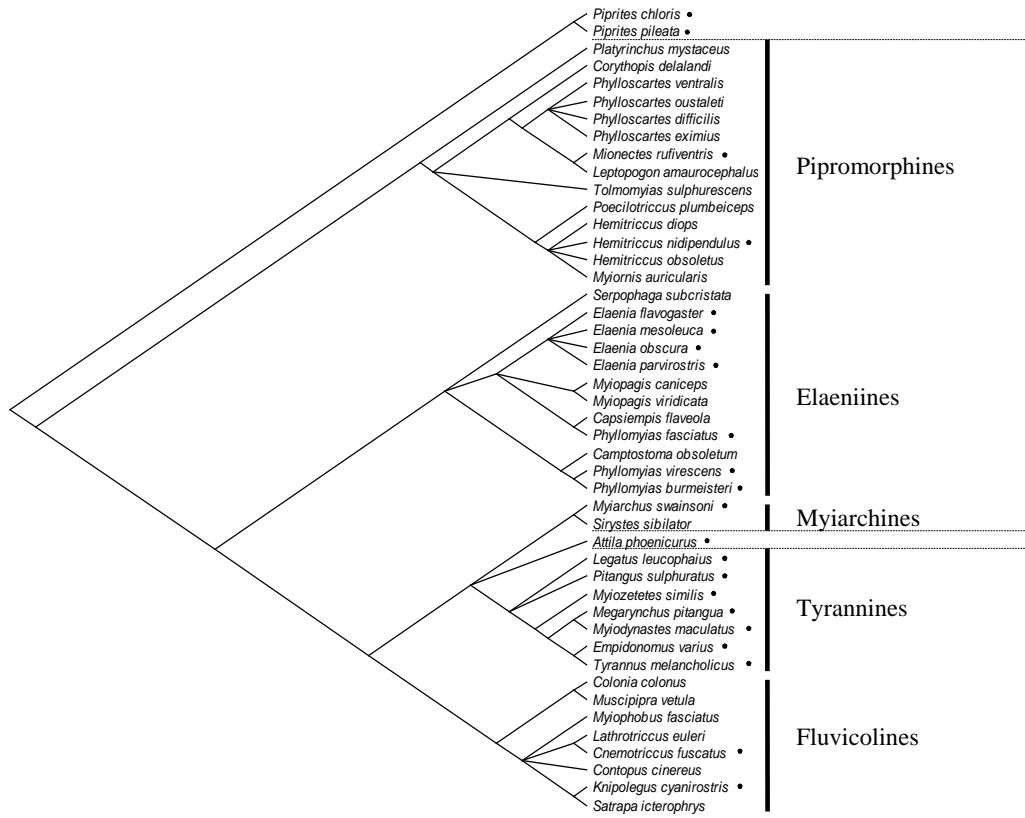 Piprites chloris •
Piprites pileata •
Platyrinchus mystaceus
Corythopis delalandi
Phylloscartes ventralis
Phylloscartes oustaleti
Phylloscartes difficilis
Phylloscartes eximius
Mionectes rufiventris •
Leptopogon amaurocephalus
Tolmomyias sulphurescens
Poecilotriccus plumbeiceps
Hemitriccus diops
Hemitriccus nidipendulus •
Hemitriccus obsoletus
Myiornis auricularis
Pipromorphines
Serpophaga subcristata
Elaenia flavogaster •
Elaenia mesoleuca •
Elaenia obscura •
Elaenia parvirostris •
Myiopagis caniceps
Myiopagis viridicata
Capsiempis flaveola
Phyllomyias fasciatus •
Camptostoma obsoletum
Phyllomyias virescens •
Phyllomyias burmeisteri •
Elaeniines
Myiarchus swainsoni •
Sirystes sibilator
Myiarchines
Attila phoenicurus •
Legatus leucophaius •
Pitangus sulphuratus •
Myiozetetes similis •
Megarynchus pitangua •
Myiodynastes maculatus •
Empidonomus varius •
Tyrannus melancholicus •
Tyrannines
Colonia colonus
Muscipipra vetula
Myiophobus fasciatus
Lathrotriccus euleri
Cnemotriccus fuscatus •
Contopus cinereus
Knipolegus cyanirostris •
Satrapa icterophrys
Fluvicolines